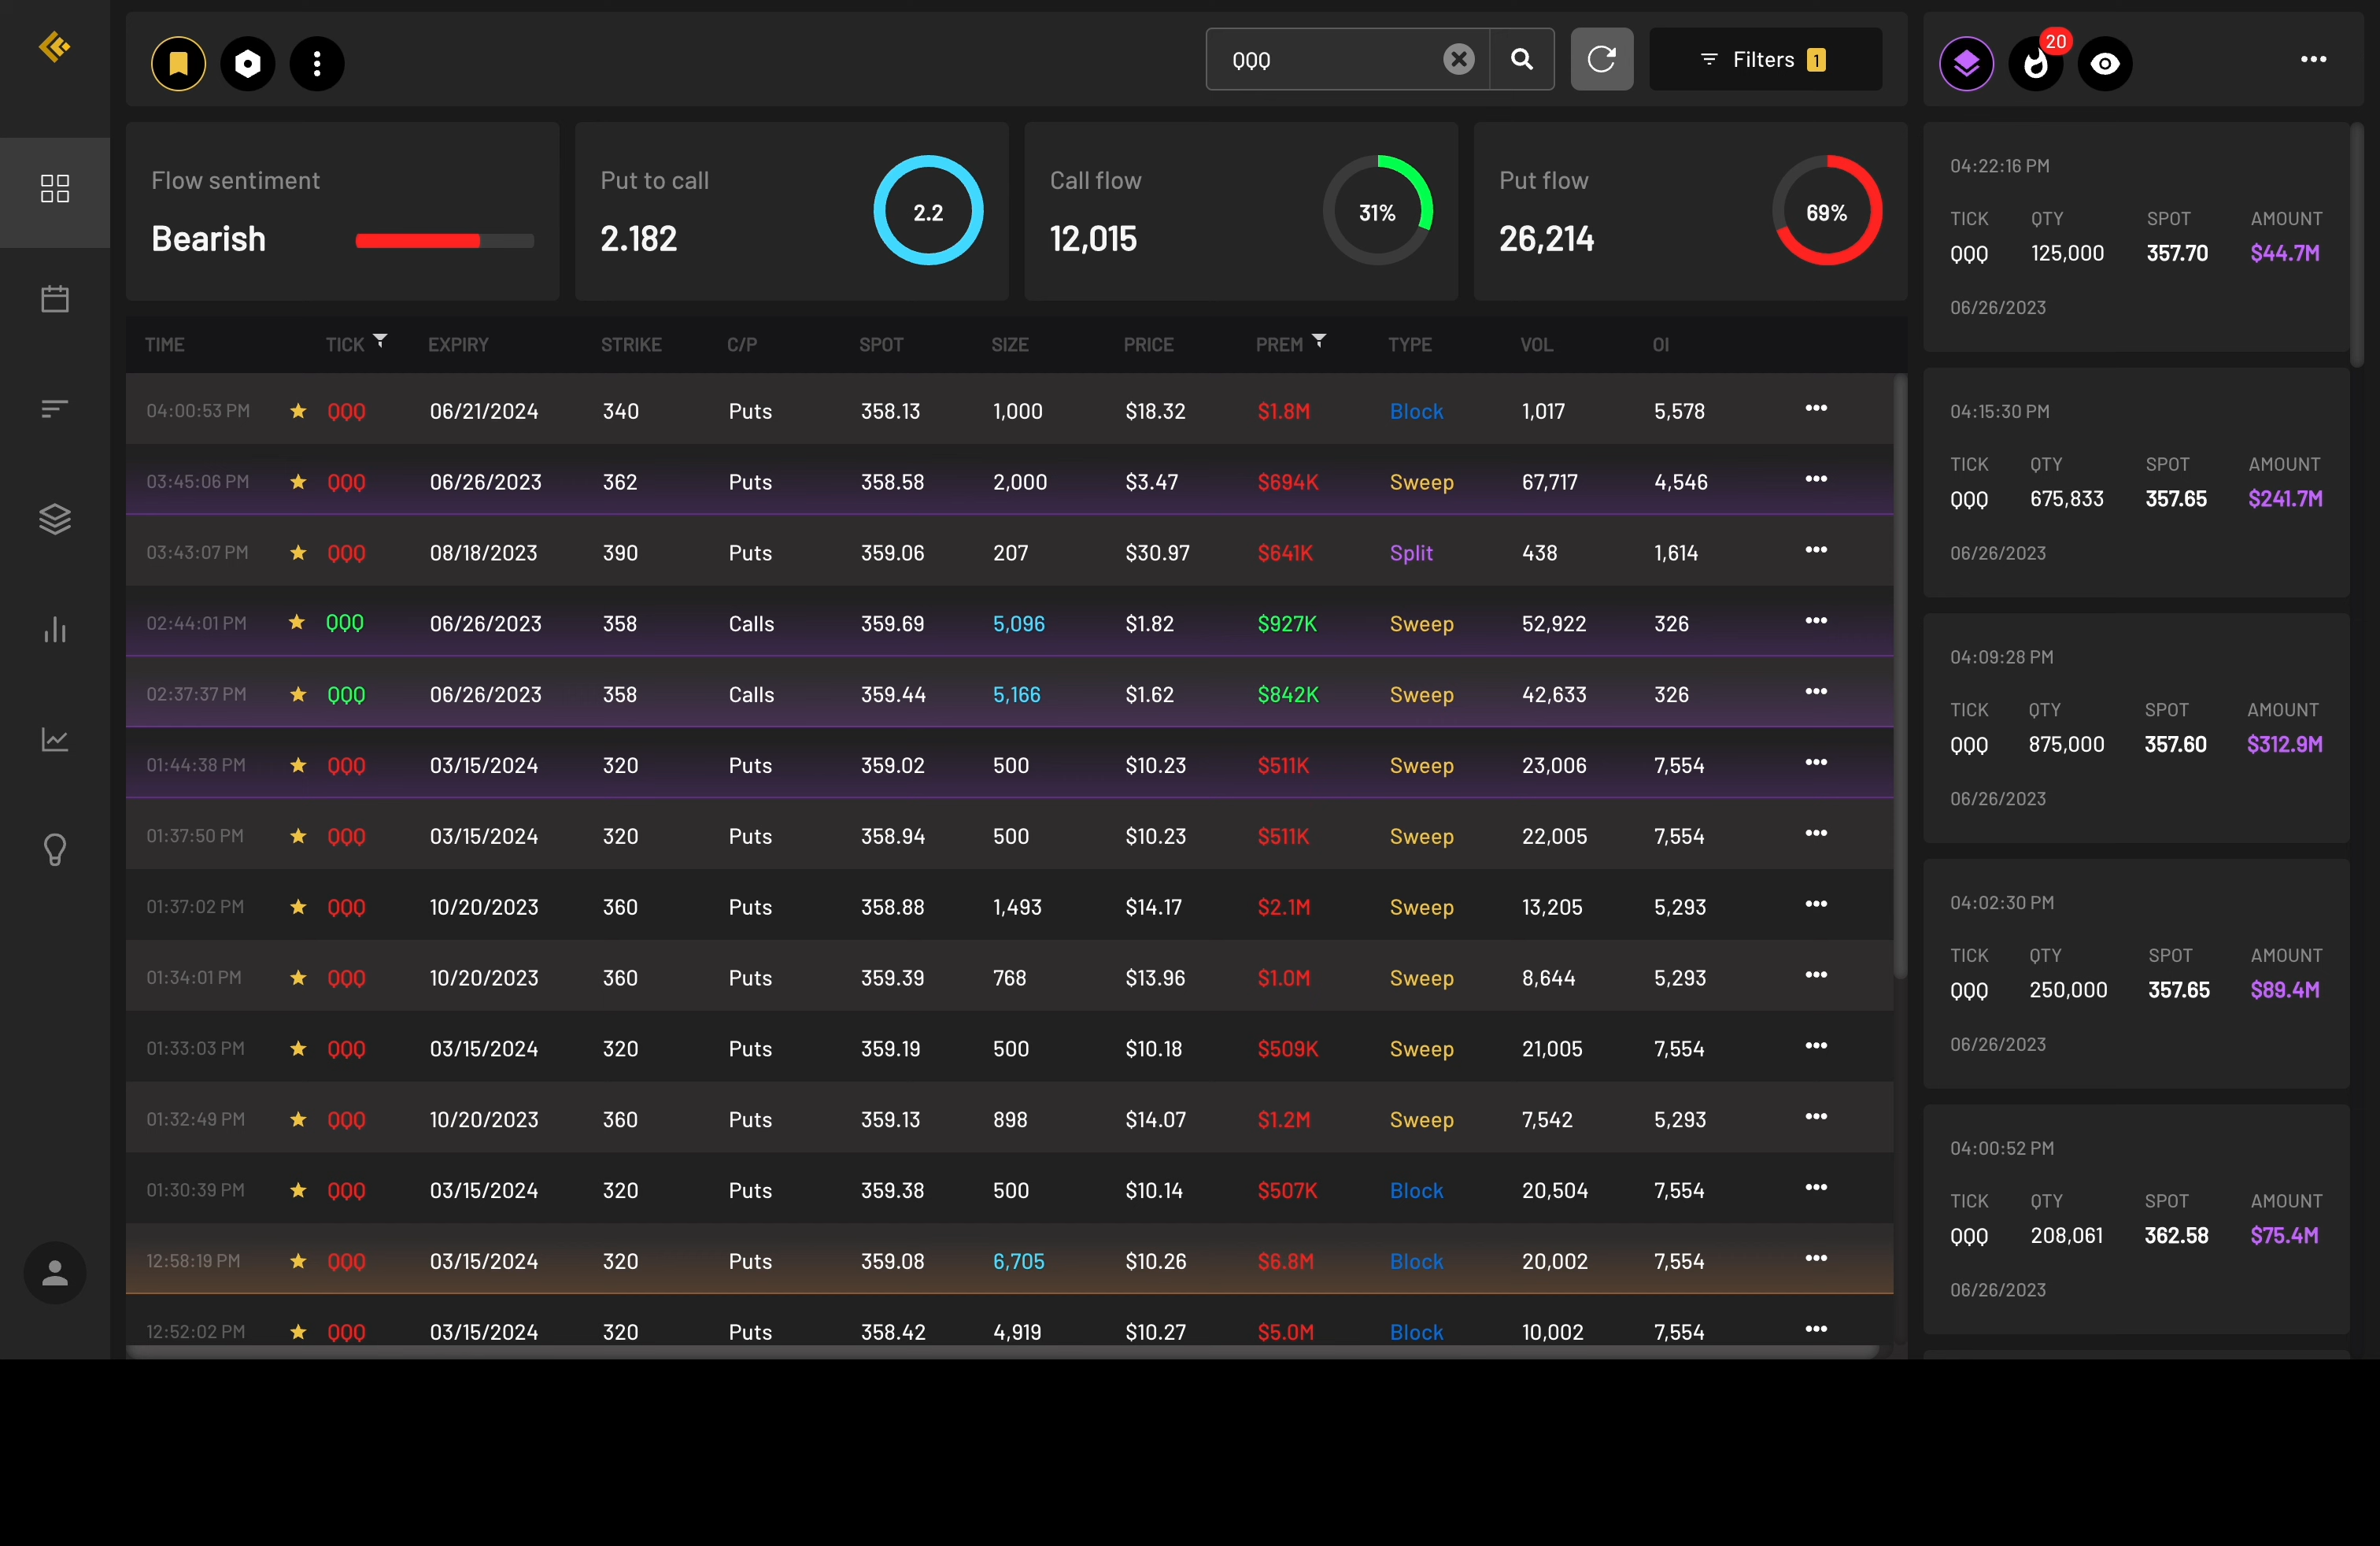 QQQ
Filters 1
20
Flow sentiment
Bearish
Put to call
2.182
2.2
Call flow
12,015
31%
Put flow
26,214
69%
TIME TICK EXPIRY STRIKE C/P SPOT SIZE PRICE PREM TYPE VOL OI
04:00:53 PM QQQ 06/21/2024 340 Puts 358.13 1,000 $18.32 $1.8M Block 1,017 5,578
03:45:06 PM QQQ 06/26/2023 362 Puts 358.58 2,000 $3.47 $694K Sweep 67,717 4,546
03:43:07 PM QQQ 08/18/2023 390 Puts 359.06 207 $30.97 $641K Split 438 1,614
02:44:01 PM QQQ 06/26/2023 358 Calls 359.69 5,096 $1.82 $927K Sweep 52,922 326
02:37:37 PM QQQ 06/26/2023 358 Calls 359.44 5,166 $1.62 $842K Sweep 42,633 326
01:44:38 PM QQQ 03/15/2024 320 Puts 359.02 500 $10.23 $511K Sweep 23,006 7,554
01:37:50 PM QQQ 03/15/2024 320 Puts 358.94 500 $10.23 $511K Sweep 22,005 7,554
01:37:02 PM QQQ 10/20/2023 360 Puts 358.88 1,493 $14.17 $2.1M Sweep 13,205 5,293
01:34:01 PM QQQ 10/20/2023 360 Puts 359.39 768 $13.96 $1.0M Sweep 8,644 5,293
01:33:03 PM QQQ 03/15/2024 320 Puts 359.19 500 $10.18 $509K Sweep 21,005 7,554
01:32:49 PM QQQ 10/20/2023 360 Puts 359.13 898 $14.07 $1.2M Sweep 7,542 5,293
01:30:39 PM QQQ 03/15/2024 320 Puts 359.38 500 $10.14 $507K Block 20,504 7,554
12:58:19 PM QQQ 03/15/2024 320 Puts 359.08 6,705 $10.26 $6.8M Block 20,002 7,554
12:52:02 PM QQQ 03/15/2024 320 Puts 358.42 4,919 $10.27 $5.0M Block 10,002 7,554
04:22:16 PM
TICK QTY SPOT AMOUNT
QQQ 125,000 357.70 $44.7M
06/26/2023
04:15:30 PM
TICK QTY SPOT AMOUNT
QQQ 675,833 357.65 $241.7M
06/26/2023
04:09:28 PM
TICK QTY SPOT AMOUNT
QQQ 875,000 357.60 $312.9M
06/26/2023
04:02:30 PM
TICK QTY SPOT AMOUNT
QQQ 250,000 357.65 $89.4M
06/26/2023
04:00:52 PM
TICK QTY SPOT AMOUNT
QQQ 208,061 362.58 $75.4M
06/26/2023